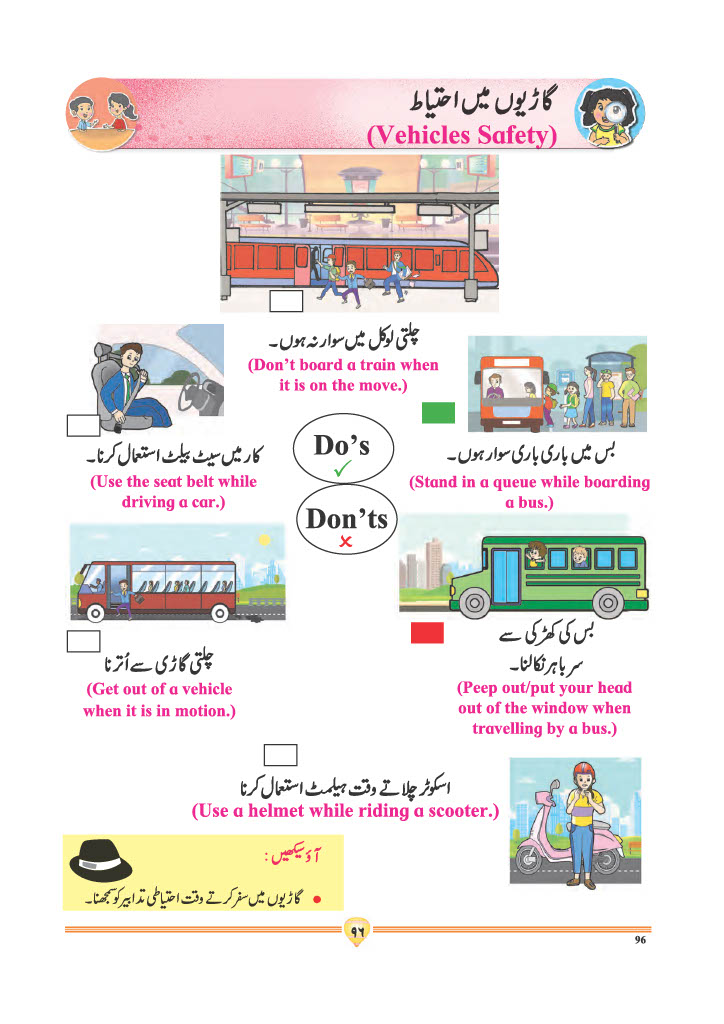 گاڑیوں میں احتیاط
(Vehicles Safety)
چلتی لوکل میں سوار نہ ہوں۔
(Don’t board a train when
it is on the move.)
بس میں باری باری سوار ہوں۔
(Stand in a queue while boarding
a bus.)
کار میں سیٹ بیلٹ استعمال کرنا۔
(Use the seat belt while
driving a car.)
Do’s
✓
Don’ts
✗
بس کی کھڑکی سے
سر باہر نکالنا۔
(Peep out/put your head
out of the window when
travelling by a bus.)
چلتی گاڑی سے اُترنا
(Get out of a vehicle
when it is in motion.)
اسکوٹر چلاتے وقت ہیلمٹ استعمال کرنا
(Use a helmet while riding a scooter.)
آؤ سیکھیں :
• گاڑیوں میں سفر کرتے وقت احتیاطی تدابیر کو سمجھنا۔
۹۶
96